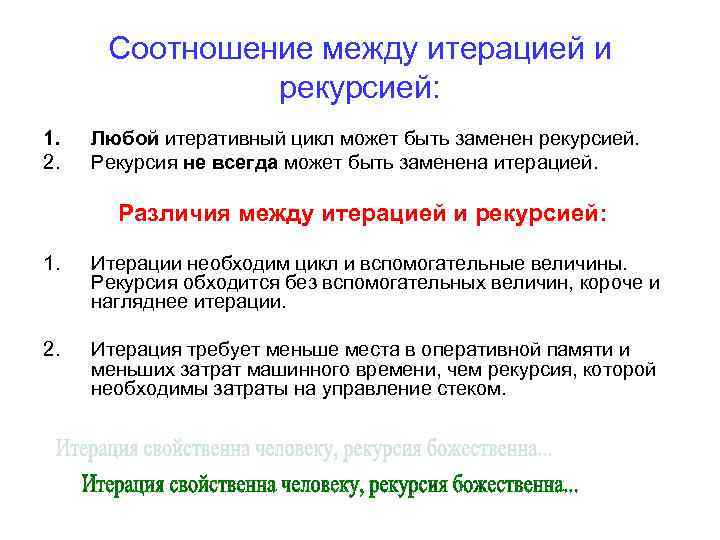 Соотношение между итерацией и
рекурсией:
1. Любой итеративный цикл может быть заменен рекурсией.
2. Рекурсия не всегда может быть заменена итерацией.
Различия между итерацией и рекурсией:
1. Итерации необходим цикл и вспомогательные величины.
Рекурсия обходится без вспомогательных величин, короче и
нагляднее итерации.
2. Итерация требует меньше места в оперативной памяти и
меньших затрат машинного времени, чем рекурсия, которой
необходимы затраты на управление стеком.
Итерация свойственна человеку, рекурсия божественна...
Итерация свойственна человеку, рекурсия божественна...